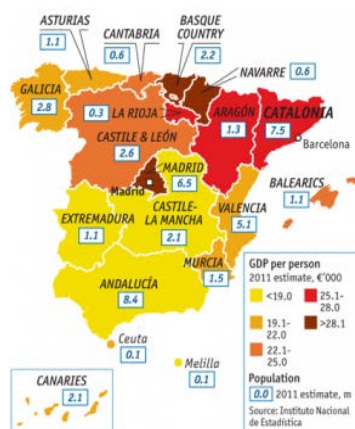 ASTURIAS
1.1
CANTABRIA
0.6
BASQUE
COUNTRY
2.2
NAVARRE
0.6
GALICIA
2.8
0.3
LA RIOJA
ARAGÓN
1.3
CATALONIA
7.5
Barcelona
CASTILE & LEÓN
2.6
MADRID
6.5
Madrid
BALEARICS
1.1
EXTREMADURA
1.1
CASTILE-
LA MANCHA
2.1
VALENCIA
5.1
MURCIA
1.5
ANDALUCÍA
8.4
Ceuta
0.1
Melilla
0.1
CANARIES
2.1
GDP per person
2011 estimate, €'000
<19.0
25.1-
28.0
19.1-
22.0
>28.1
22.1-
25.0
Population
0.0 2011 estimate, m
Source: Instituto Nacional
de Estadística